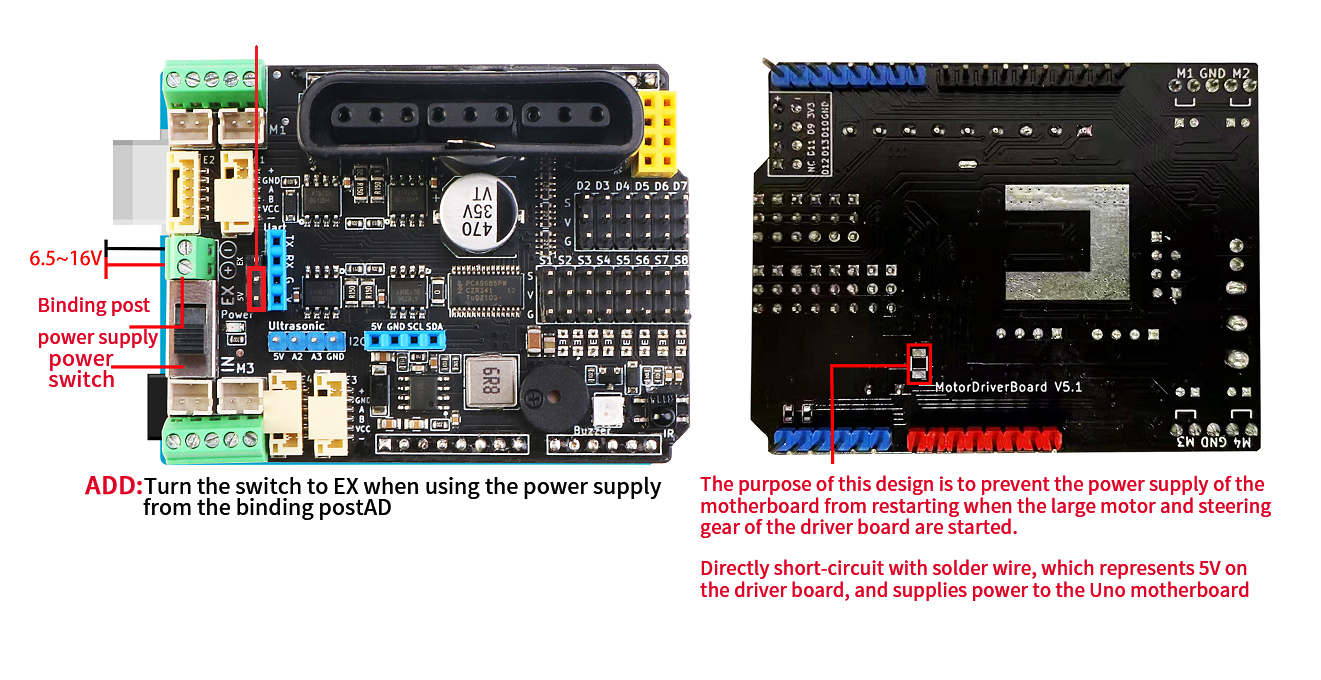 M1
E2
1
+
GND
A
B
VCC
-
470
35V
VT
D2 D3 D4 D5 D6 D7
S
V
G
Uart
TX
RX
G
V
EX
5V
EX
6.5~16V
S1 S2 S3 S4 S5 S6 S7 S8
S
V
G
PCA9685PW
CZR341 12
Binding post
power supply
power
switch
Power
IN
M3
Ultrasonic
5V A2 A3 GND
I2C
5V GND SCL SDA
6R8
+
GND
A
B
VCC
-
Buzzer
IR
ADD:Turn the switch to EX when using the power supply
from the binding postAD
M1 GND M2
+ -
NC D11 D9 3V3
D12 D13 D10 GND
MotorDriverBoard V5.1
M3 GND M4
The purpose of this design is to prevent the power supply of the
motherboard from restarting when the large motor and steering
gear of the driver board are started.
Directly short-circuit with solder wire, which represents 5V on
the driver board, and supplies power to the Uno motherboard